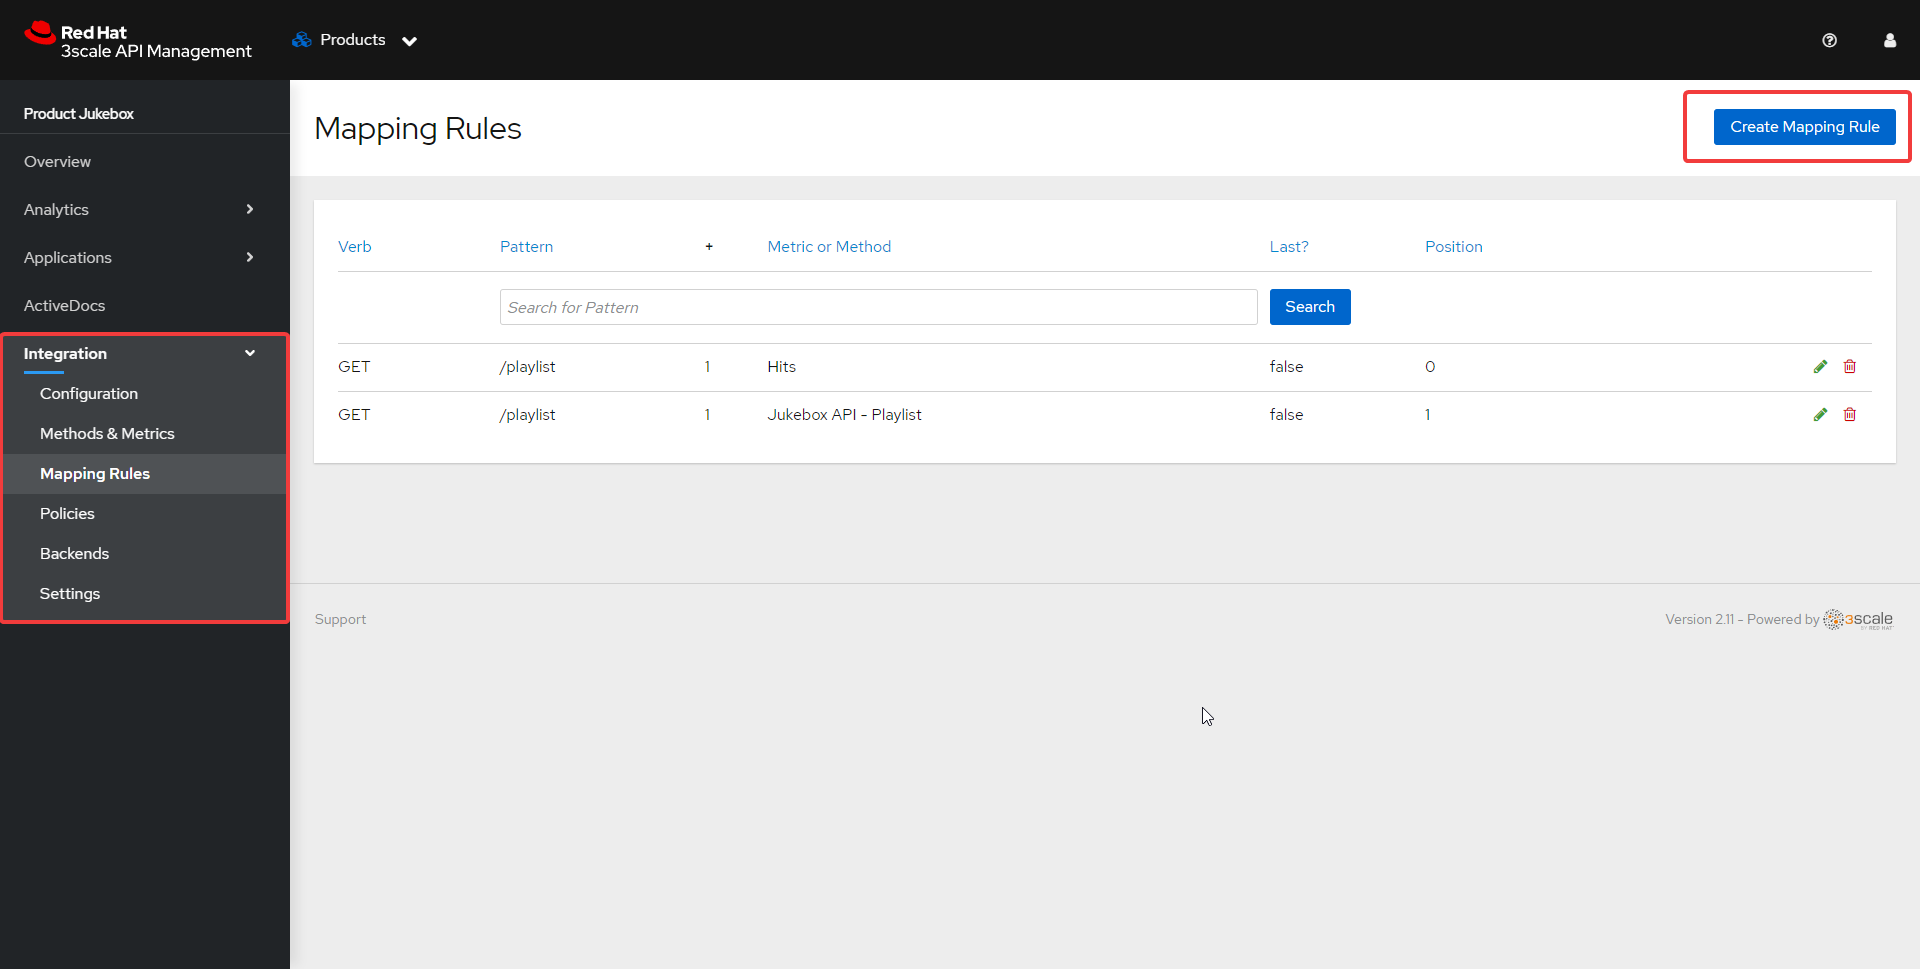 Red Hat
3scale API Management
Products
Product Jukebox
Overview
Analytics
Applications
ActiveDocs
Integration
Configuration
Methods & Metrics
Mapping Rules
Policies
Backends
Settings
Mapping Rules
Create Mapping Rule
Verb Pattern + Metric or Method Last? Position
Search for Pattern Search
GET /playlist 1 Hits false 0
GET /playlist 1 Jukebox API - Playlist false 1
Support
Version 2.11 - Powered by 3scale
BY RED HAT